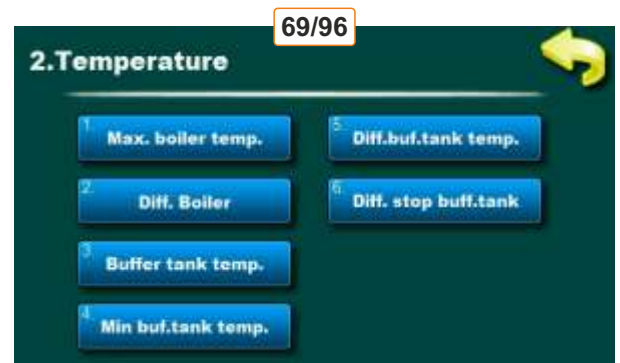 69/96
2.Temperature
1. Max. boiler temp.
2. Diff. Boiler
3. Buffer tank temp.
4. Min buf.tank temp.
5. Diff.buf.tank temp.
6. Diff. stop buff.tank